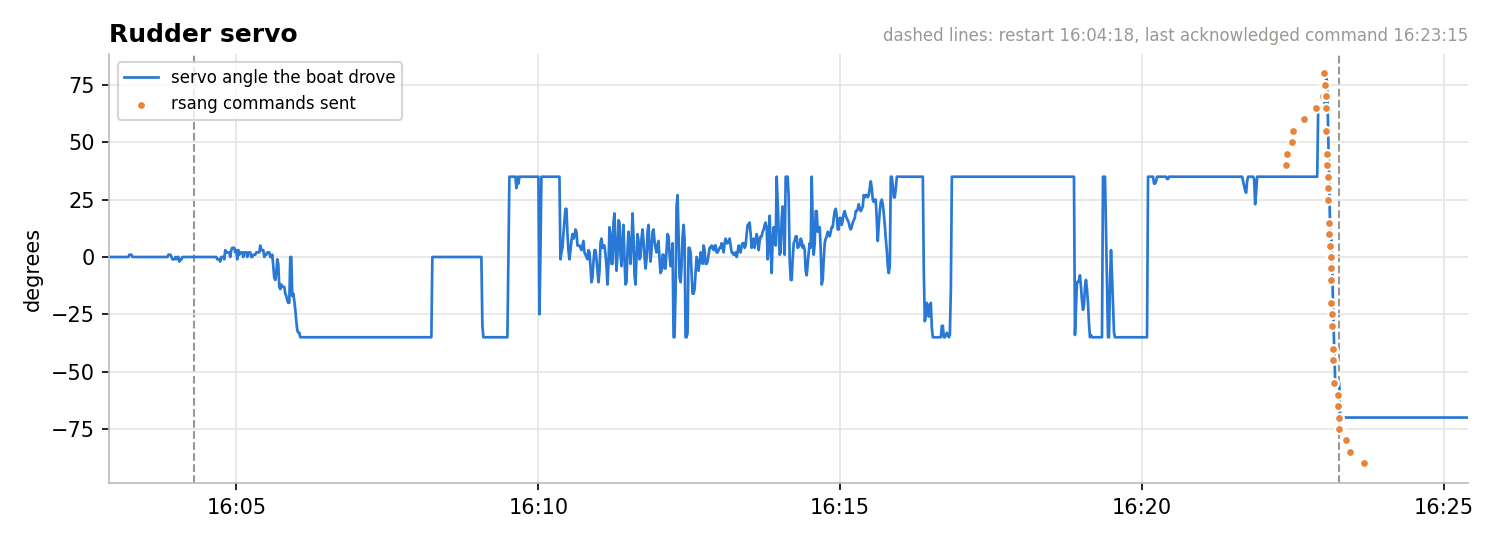 Rudder servo
dashed lines: restart 16:04:18, last acknowledged command 16:23:15
servo angle the boat drove
rsang commands sent
degrees
75
50
25
0
−25
−50
−75
16:05
16:10
16:15
16:20
16:25